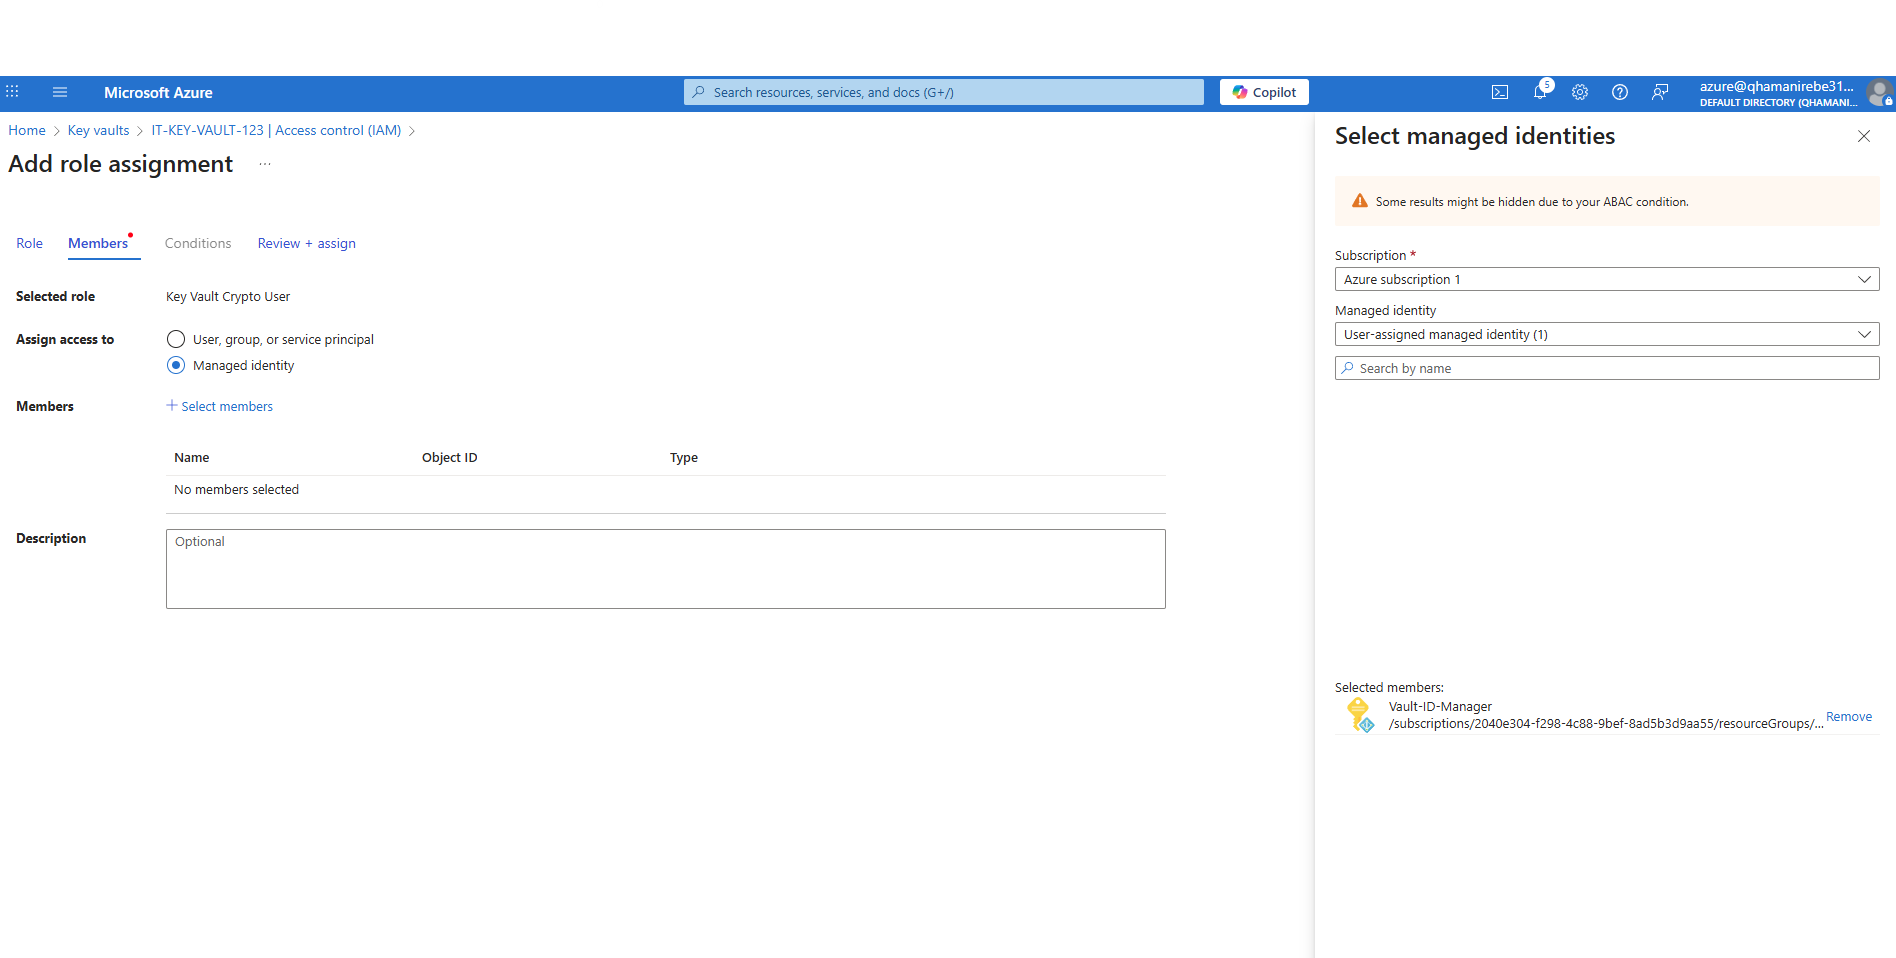 Microsoft Azure
Search resources, services, and docs (G+/)
Copilot
5
azure@qhamanirebe31...
DEFAULT DIRECTORY (QHAMANI...
Home > Key vaults > IT-KEY-VAULT-123 | Access control (IAM) >
Add role assignment ...
Role Members Conditions Review + assign
Selected role Key Vault Crypto User
Assign access to User, group, or service principal
Managed identity
Members + Select members
Name Object ID Type
No members selected
Description Optional
Select managed identities
Some results might be hidden due to your ABAC condition.
Subscription *
Azure subscription 1
Managed identity
User-assigned managed identity (1)
Search by name
Selected members:
Vault-ID-Manager
/subscriptions/2040e304-f298-4c88-9bef-8ad5b3d9aa55/resourceGroups/... Remove